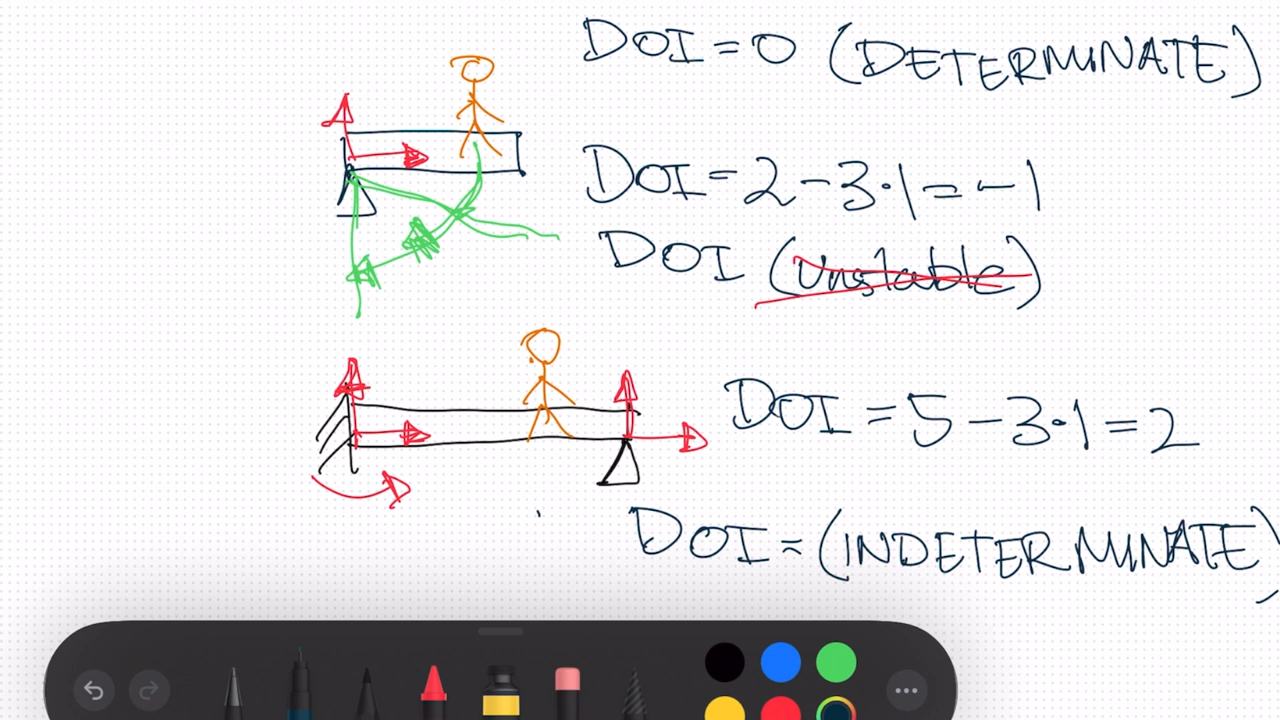 DOI = 0 (DETERMINATE)
DOI = 2 - 3·1 = -1
DOI (Unstable)
DOI = 5 - 3·1 = 2
DOI = (INDETERMINATE)